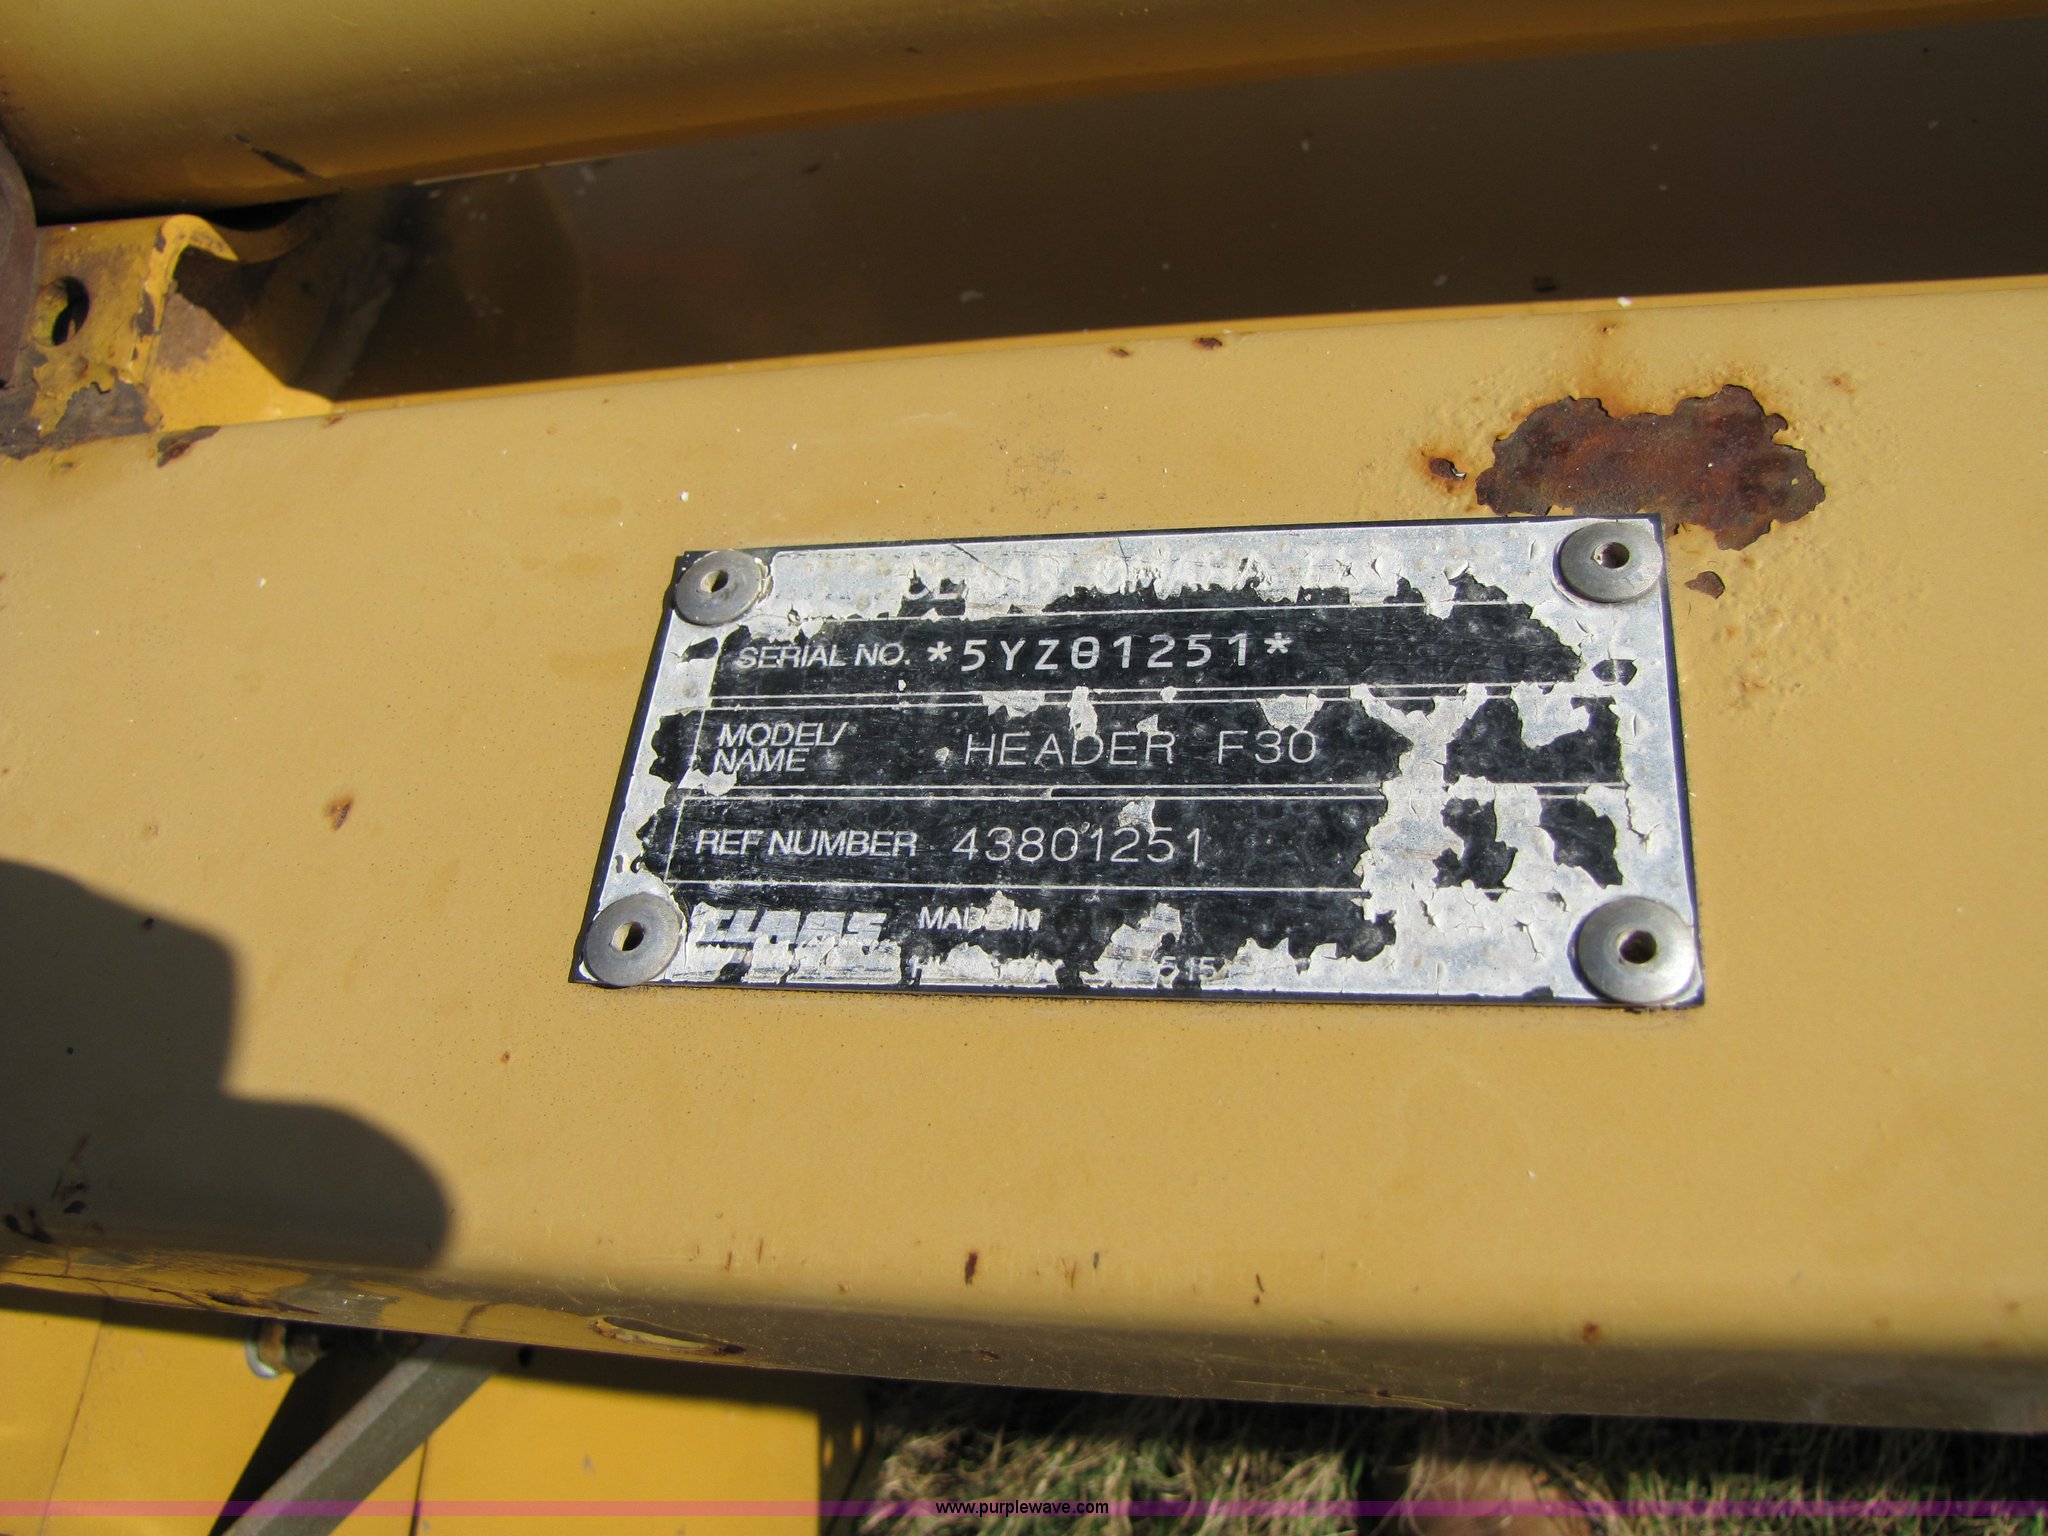 SERIAL NO. *5YZ01251*
MODEL/
NAME HEADER F30
REF NUMBER 43801251
CLAAS MADE IN
www.purplewave.com